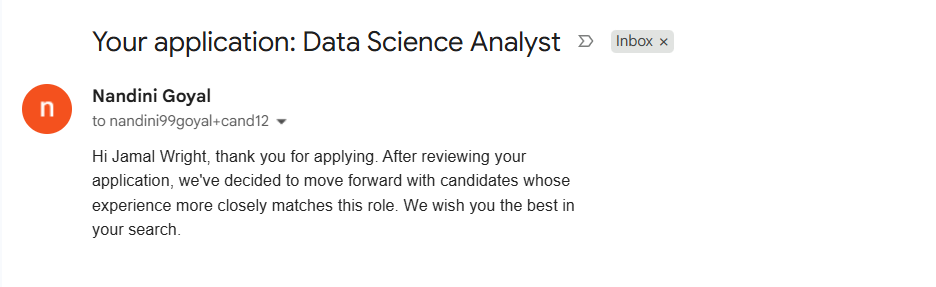 Your application: Data Science Analyst
Inbox ×
n
Nandini Goyal
to nandini99goyal+cand12
Hi Jamal Wright, thank you for applying. After reviewing your
application, we've decided to move forward with candidates whose
experience more closely matches this role. We wish you the best in
your search.